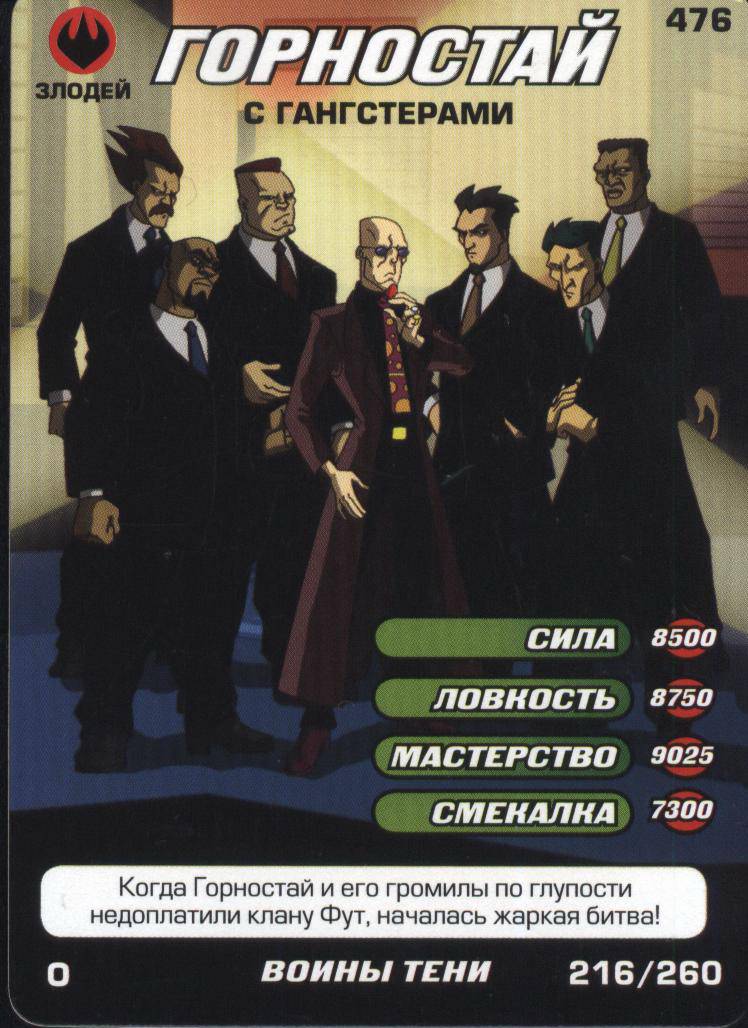 476
ЗЛОДЕЙ
ГОРНОСТАЙ
С ГАНГСТЕРАМИ
СИЛА 8500
ЛОВКОСТЬ 8750
МАСТЕРСТВО 9025
СМЕКАЛКА 7300
Когда Горностай и его громилы по глупости
недоплатили клану Фут, началась жаркая битва!
О ВОИНЫ ТЕНИ 216/260